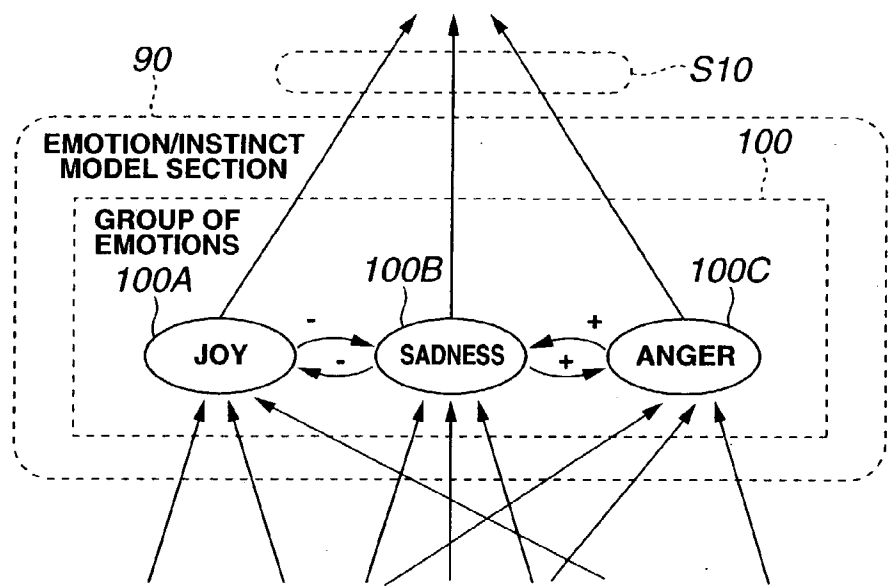 90
S10
EMOTION/INSTINCT
MODEL SECTION
100
GROUP OF
EMOTIONS
100A
100B
100C
-
+
JOY
-
SADNESS
+
ANGER